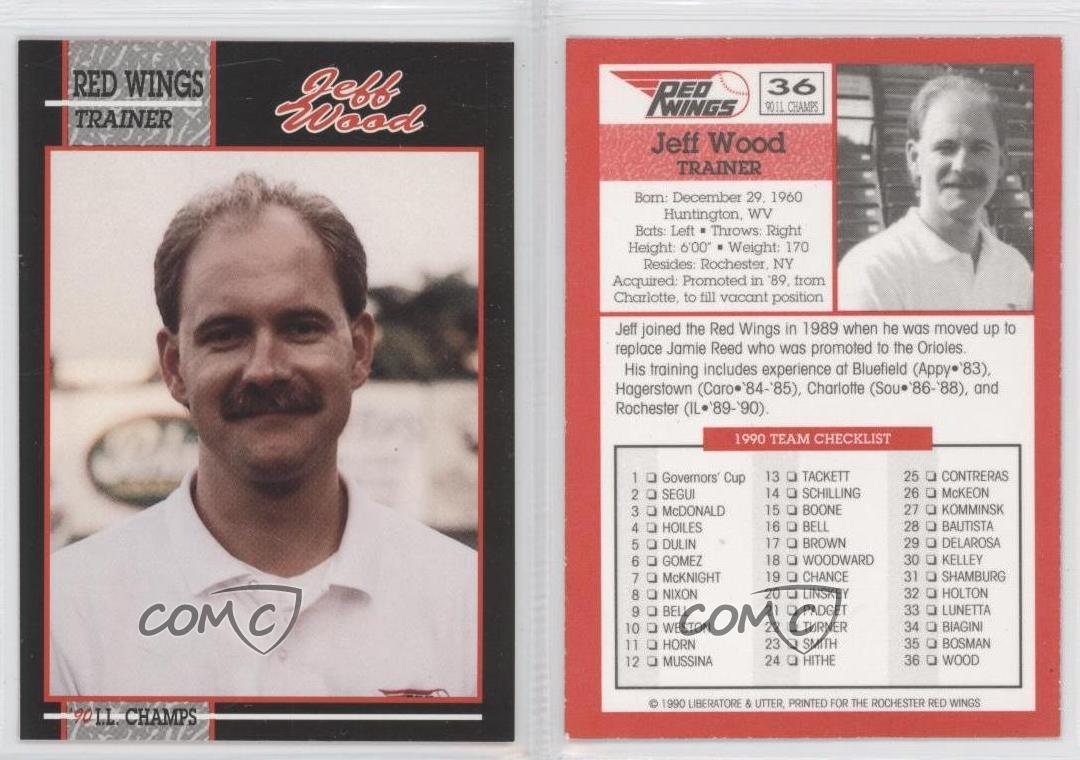 RED WINGS
TRAINER
Jeff
Wood
COMC
'90 I.L. CHAMPS
RED
WINGS
36
'90 I.L. CHAMPS
Jeff Wood
TRAINER
Born: December 29, 1960
Huntington, WV
Bats: Left ▪ Throws: Right
Height: 6'00" ▪ Weight: 170
Resides: Rochester, NY
Acquired: Promoted in '89, from
Charlotte, to fill vacant position
Jeff joined the Red Wings in 1989 when he was moved up to
replace Jamie Reed who was promoted to the Orioles.
His training includes experience at Bluefield (Appy•'83),
Hagerstown (Caro•'84-'85), Charlotte (Sou•'86-'88), and
Rochester (IL•'89-'90).
1990 TEAM CHECKLIST
1 ❏ Governors' Cup
2 ❏ SEGUI
3 ❏ McDONALD
4 ❏ HOILES
5 ❏ DULIN
6 ❏ GOMEZ
7 ❏ McKNIGHT
8 ❏ NIXON
9 ❏ BELL
10 ❏ WESTON
11 ❏ HORN
12 ❏ MUSSINA
13 ❏ TACKETT
14 ❏ SCHILLING
15 ❏ BOONE
16 ❏ BELL
17 ❏ BROWN
18 ❏ WOODWARD
19 ❏ CHANCE
20 ❏ LINSKEY
21 ❏ PADGET
22 ❏ TURNER
23 ❏ SMITH
24 ❏ HITHE
25 ❏ CONTRERAS
26 ❏ McKEON
27 ❏ KOMMINSK
28 ❏ BAUTISTA
29 ❏ DELAROSA
30 ❏ KELLEY
31 ❏ SHAMBURG
32 ❏ HOLTON
33 ❏ LUNETTA
34 ❏ BIAGINI
35 ❏ BOSMAN
36 ❏ WOOD
COMC
© 1990 LIBERATORE & UTTER, PRINTED FOR THE ROCHESTER RED WINGS